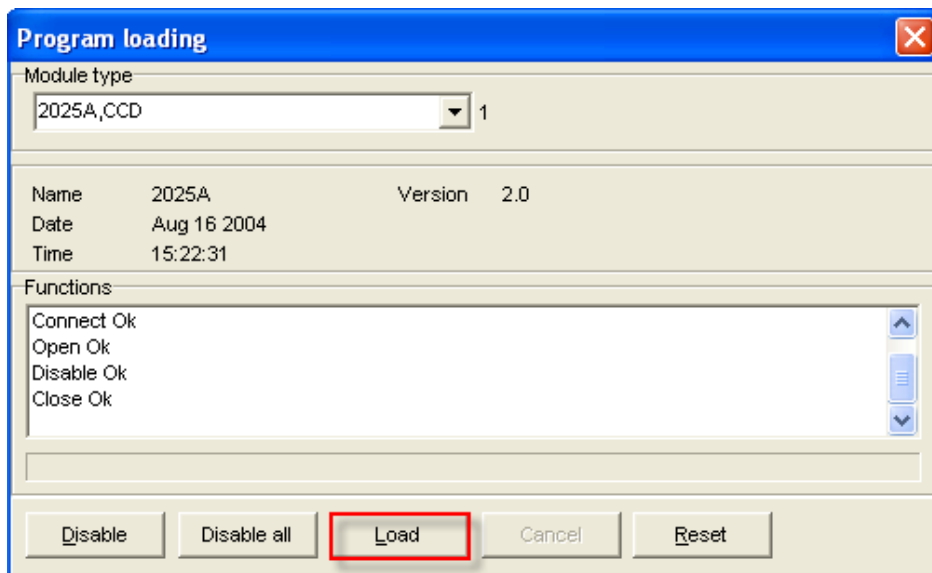 Program loading
Module type
2025A,CCD 1
Name 2025A Version 2.0
Date Aug 16 2004
Time 15:22:31
Functions
Connect Ok
Open Ok
Disable Ok
Close Ok
Disable Disable all Load Cancel Reset